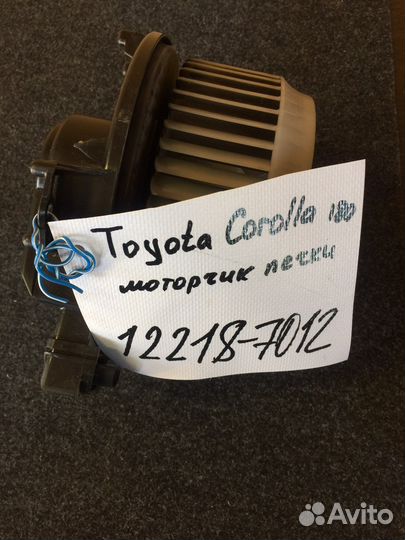 Toyota Corolla 180
моторчик печки
12218-7012
Avito